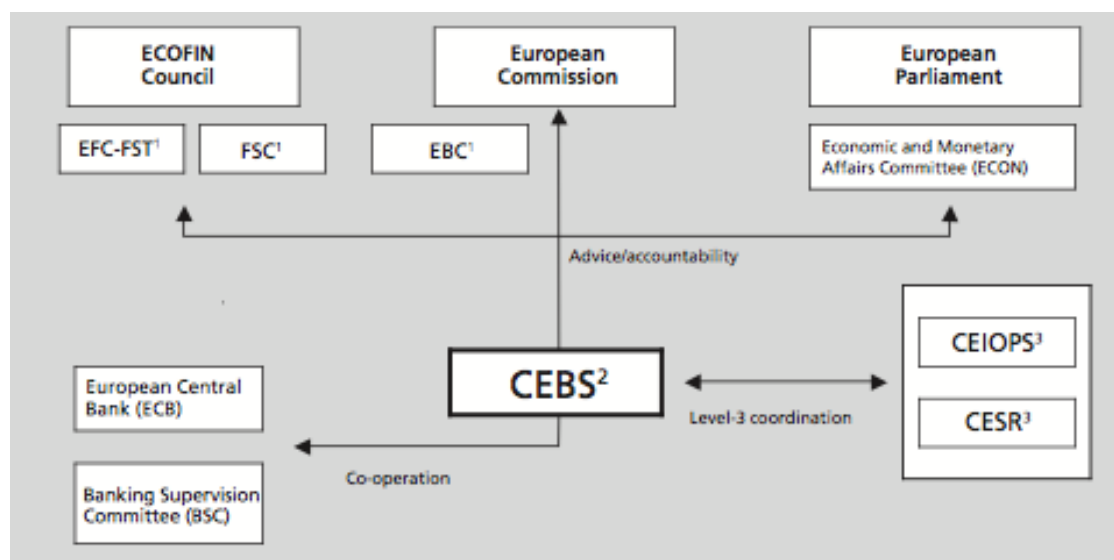 ECOFIN
Council
European
Commission
European
Parliament
EFC-FST¹
FSC¹
EBC¹
Economic and Monetary
Affairs Committee (ECON)
Advice/accountability
CEIOPS³
CEBS²
European Central
Bank (ECB)
Level-3 coordination
CESR³
Co-operation
Banking Supervision
Committee (BSC)